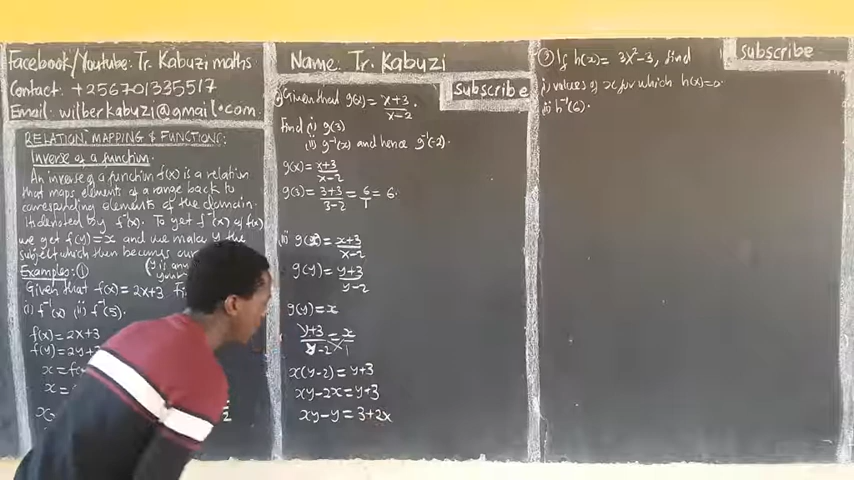 Facebook/Youtube: Tr. Kabuzi maths
Contact: +256701335517
Email: wilberkabuzi@gmail.com
RELATION, MAPPING & FUNCTIONS:
Inverse of a function.
An inverse of a function f(x) is a relation
that maps elements of a range back to
corresponding elements of the domain.
It denoted by f⁻¹(x). To get f⁻¹(x) of f(x)
we get f(y)=x and we make y the
subject which then becomes
(y is
Examples: ①
Given that f(x) = 2x+3.
(i) f⁻¹(x) (ii) f⁻¹(5).
f(x) = 2x+3
f(y) = 2y+
x = f
x =
Name: Tr. Kabuzi
Subscribe
Given that g(x) = x+3/x-2.
Find (i) g(3)
(ii) g⁻¹(x) and hence g⁻¹(-2).
g(x) = x+3/x-2
g(3) = 3+3/3-2 = 6/1 = 6.
ii) g(x) = x+3/x-2
g(y) = y+3/y-2
g(y) = x
y+3/y-2 = x/1
x(y-2) = y+3
xy-2x = y+3
xy-y = 3+2x
Subscribe
If h(x) = 3x²-3, find
(i) values of x for which h(x)=0.
(ii) h⁻¹(6).